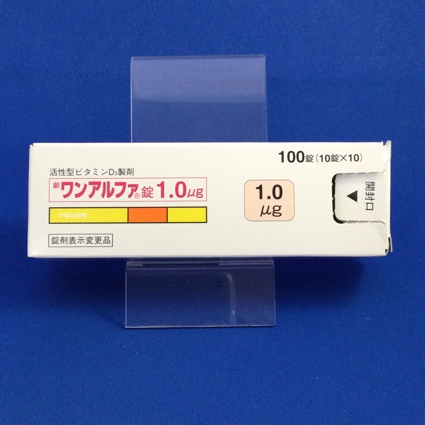 100錠(10錠×10)
活性型ビタミンD₃製剤
劇 ワンアルファ®錠1.0μg
1.0
μg
開封口
TEIJIN
錠剤表示変更品